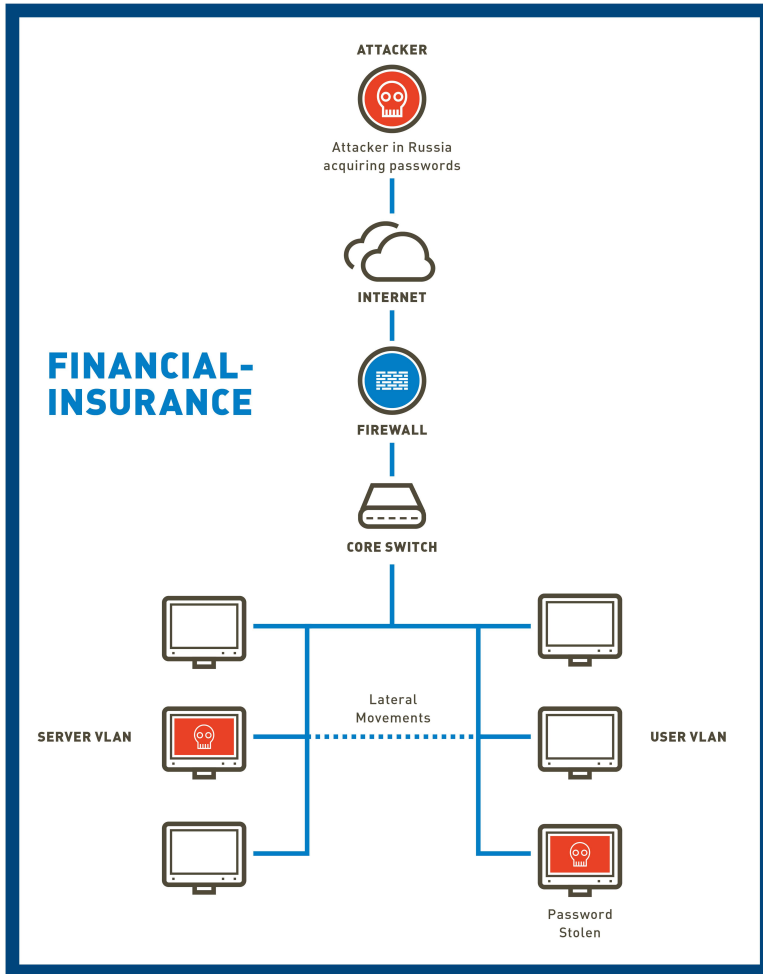 ATTACKER
Attacker in Russia
acquiring passwords
INTERNET
FINANCIAL-
INSURANCE
FIREWALL
CORE SWITCH
Lateral
Movements
SERVER VLAN
USER VLAN
Password
Stolen